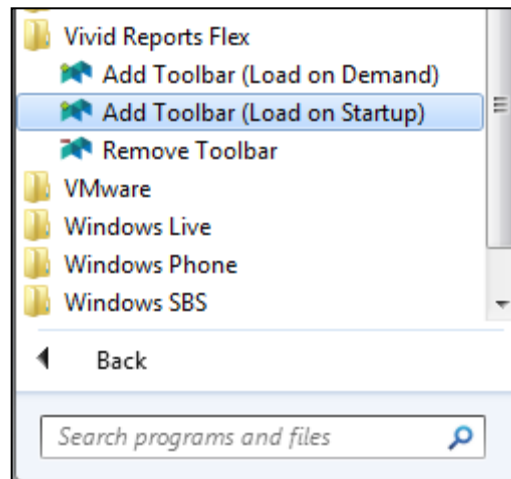 Vivid Reports Flex
Add Toolbar (Load on Demand)
Add Toolbar (Load on Startup)
Remove Toolbar
VMware
Windows Live
Windows Phone
Windows SBS
Back
Search programs and files